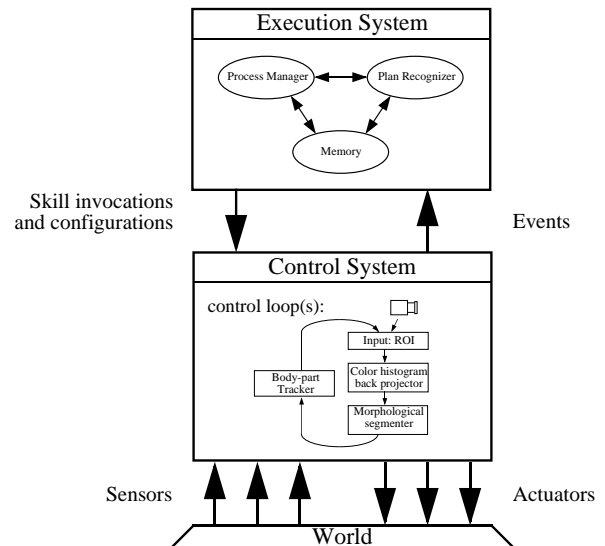 Execution System
Process Manager
Plan Recognizer
Memory
Skill invocations
and configurations
Events
Control System
control loop(s):
Input: ROI
Color histogram
back projector
Body-part
Tracker
Morphological
segmenter
Sensors
Actuators
World